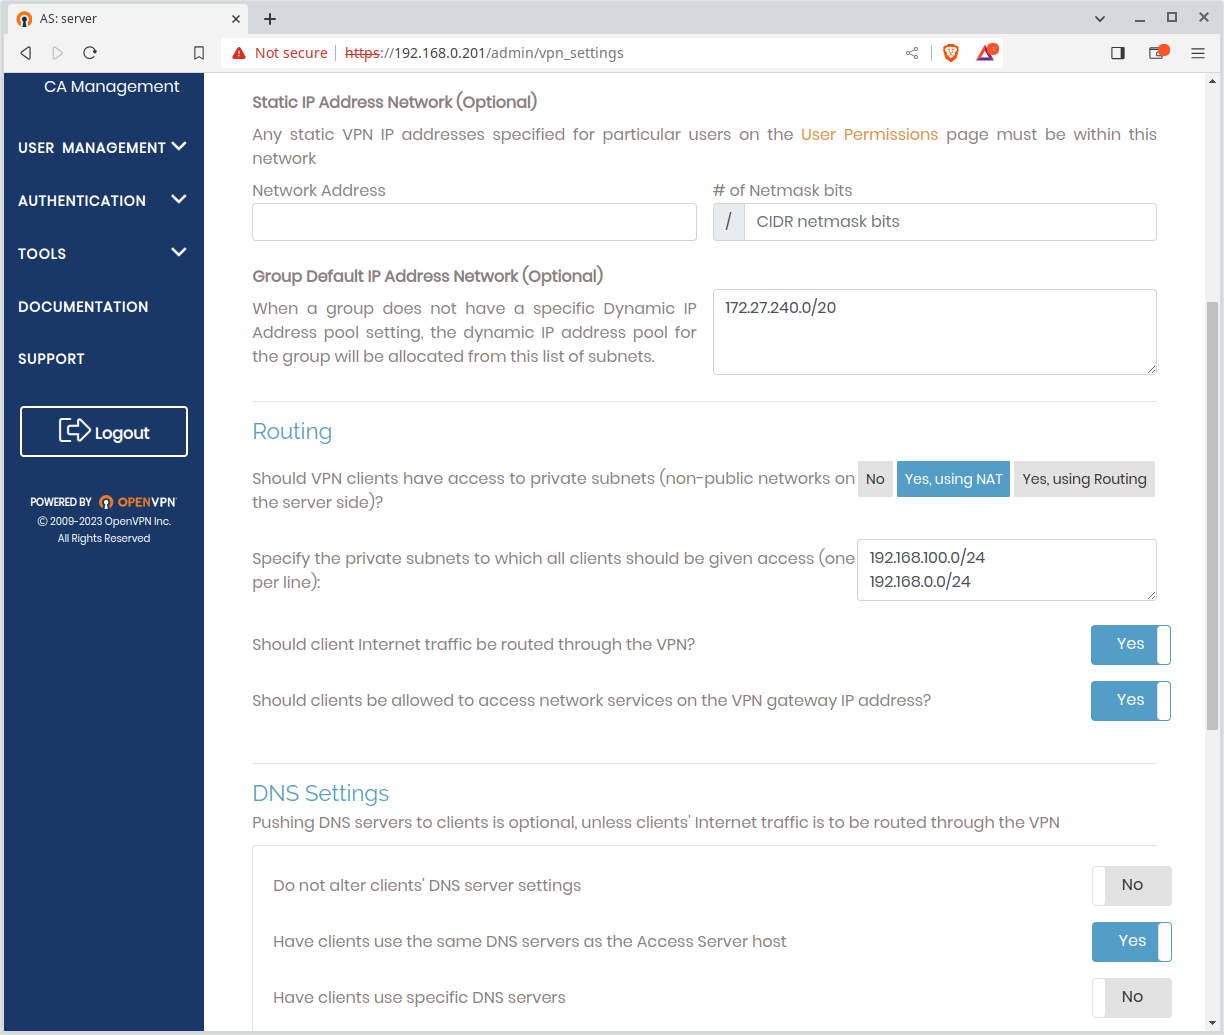 AS: server
Not secure
https://192.168.0.201/admin/vpn_settings
1
CA Management
USER MANAGEMENT
AUTHENTICATION
TOOLS
DOCUMENTATION
SUPPORT
Logout
POWERED BY OPENVPN
© 2009-2023 OpenVPN Inc.
All Rights Reserved
Static IP Address Network (Optional)
Any static VPN IP addresses specified for particular users on the User Permissions page must be within this
network
Network Address
# of Netmask bits
/ CIDR netmask bits
Group Default IP Address Network (Optional)
When a group does not have a specific Dynamic IP
Address pool setting, the dynamic IP address pool for
the group will be allocated from this list of subnets.
172.27.240.0/20
Routing
Should VPN clients have access to private subnets (non-public networks on
the server side)?
No Yes, using NAT Yes, using Routing
Specify the private subnets to which all clients should be given access (one
per line):
192.168.100.0/24
192.168.0.0/24
Should client Internet traffic be routed through the VPN?
Yes
Should clients be allowed to access network services on the VPN gateway IP address?
Yes
DNS Settings
Pushing DNS servers to clients is optional, unless clients' Internet traffic is to be routed through the VPN
Do not alter clients' DNS server settings
No
Have clients use the same DNS servers as the Access Server host
Yes
Have clients use specific DNS servers
No